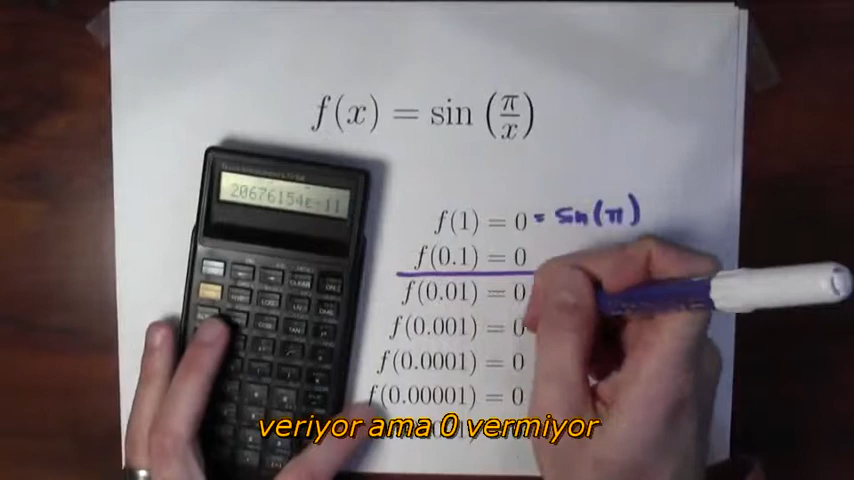 f(x) = sin (π/x)
20676154ε-11
f(1) = 0 = sin(π)
f(0.1) = 0
f(0.01) = 0
f(0.001) = 0
f(0.0001) = 0
f(0.00001) = 0
veriyor ama 0 vermiyor